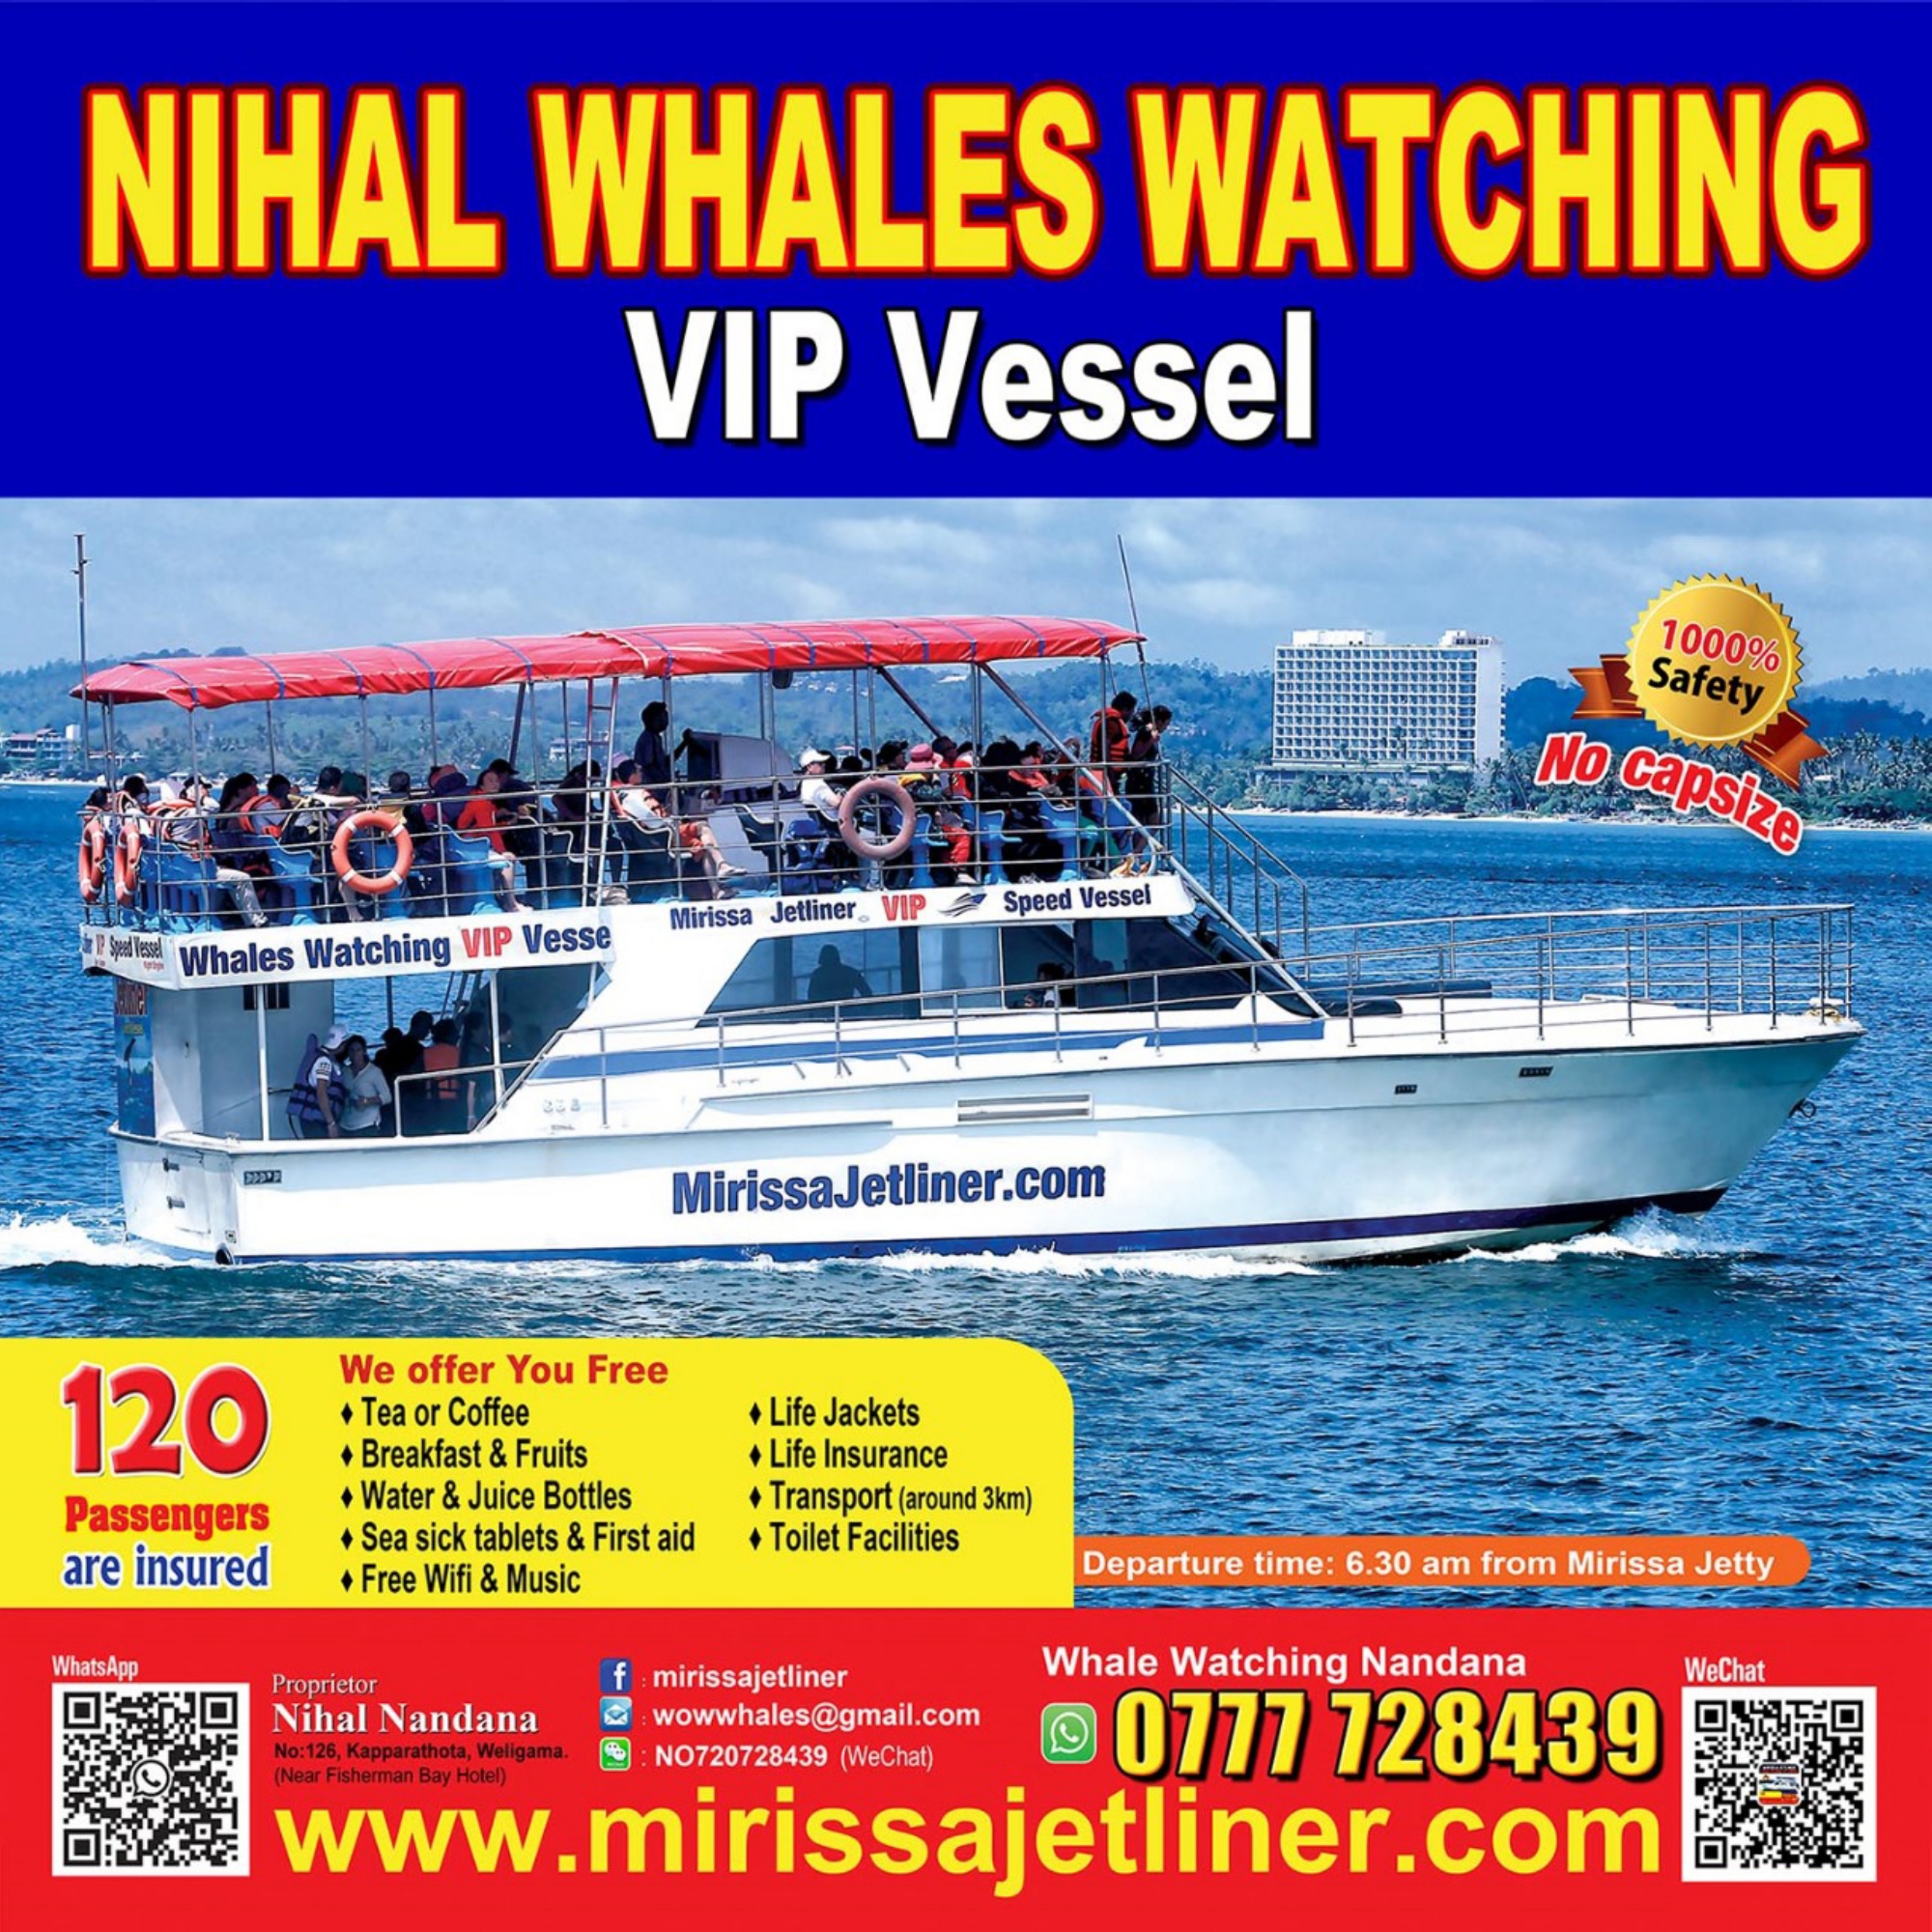 NIHAL WHALES WATCHING
VIP Vessel
1000%
Safety
No capsize
Mirissa Jetliner VIP Speed Vessel
VIP Speed Vessel
Whales Watching VIP Vesse
MirissaJetliner.com
120
Passengers
are insured
We offer You Free
♦ Tea or Coffee
♦ Breakfast & Fruits
♦ Water & Juice Bottles
♦ Sea sick tablets & First aid
♦ Free Wifi & Music
♦ Life Jackets
♦ Life Insurance
♦ Transport (around 3km)
♦ Toilet Facilities
Departure time: 6.30 am from Mirissa Jetty
WhatsApp
Proprietor
Nihal Nandana
No:126, Kapparathota, Weligama.
(Near Fisherman Bay Hotel)
f : mirissajetliner
: wowwhales@gmail.com
: NO720728439 (WeChat)
Whale Watching Nandana
0777 728439
WeChat
www.mirissajetliner.com